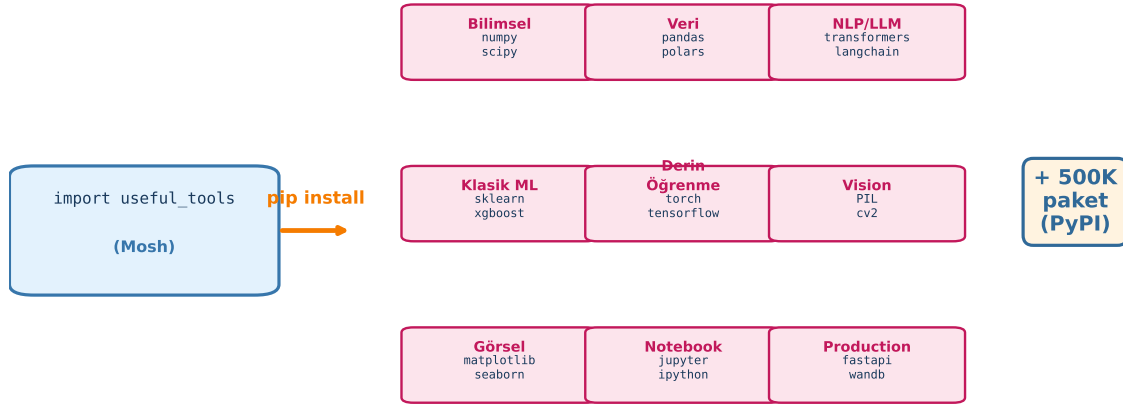 Bilimsel
numpy
scipy
Veri
pandas
polars
NLP/LLM
transformers
langchain
import useful_tools
(Mosh)
pip install
Klasik ML
sklearn
xgboost
Derin
Öğrenme
torch
tensorflow
Vision
PIL
cv2
+ 500K
paket
(PyPI)
Görsel
matplotlib
seaborn
Notebook
jupyter
ipython
Production
fastapi
wandb